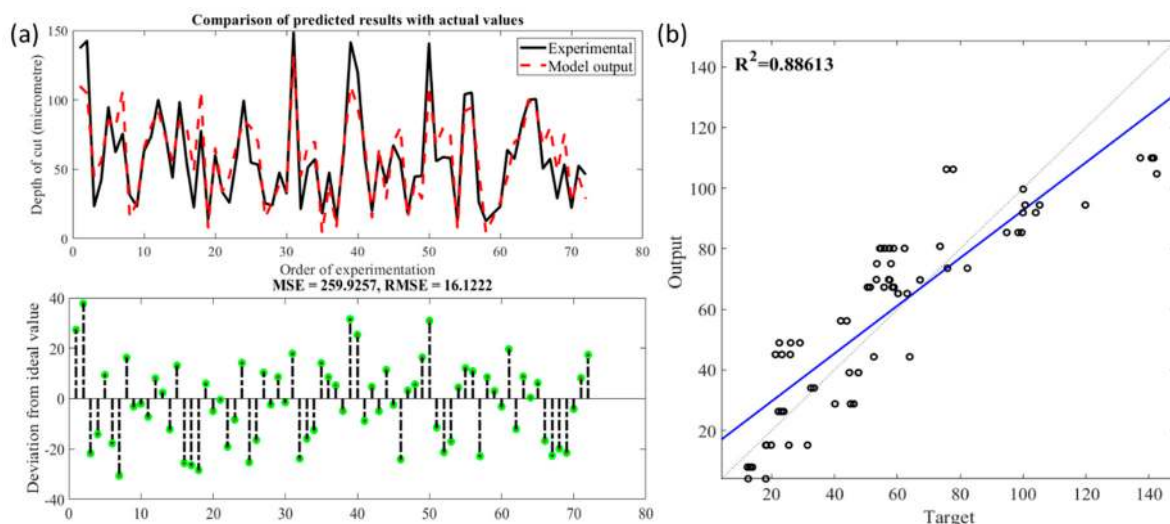 (a)
Comparison of predicted results with actual values
Depth of cut (micrometre)
150
100
50
0
Experimental
Model output
0 10 20 30 40 50 60 70 80
Order of experimentation
MSE = 259.9257, RMSE = 16.1222
Deviation from ideal value
40
20
0
-20
-40
0 10 20 30 40 50 60 70 80
(b)
R²=0.88613
Output
140
120
100
80
60
40
20
20 40 60 80 100 120 140
Target